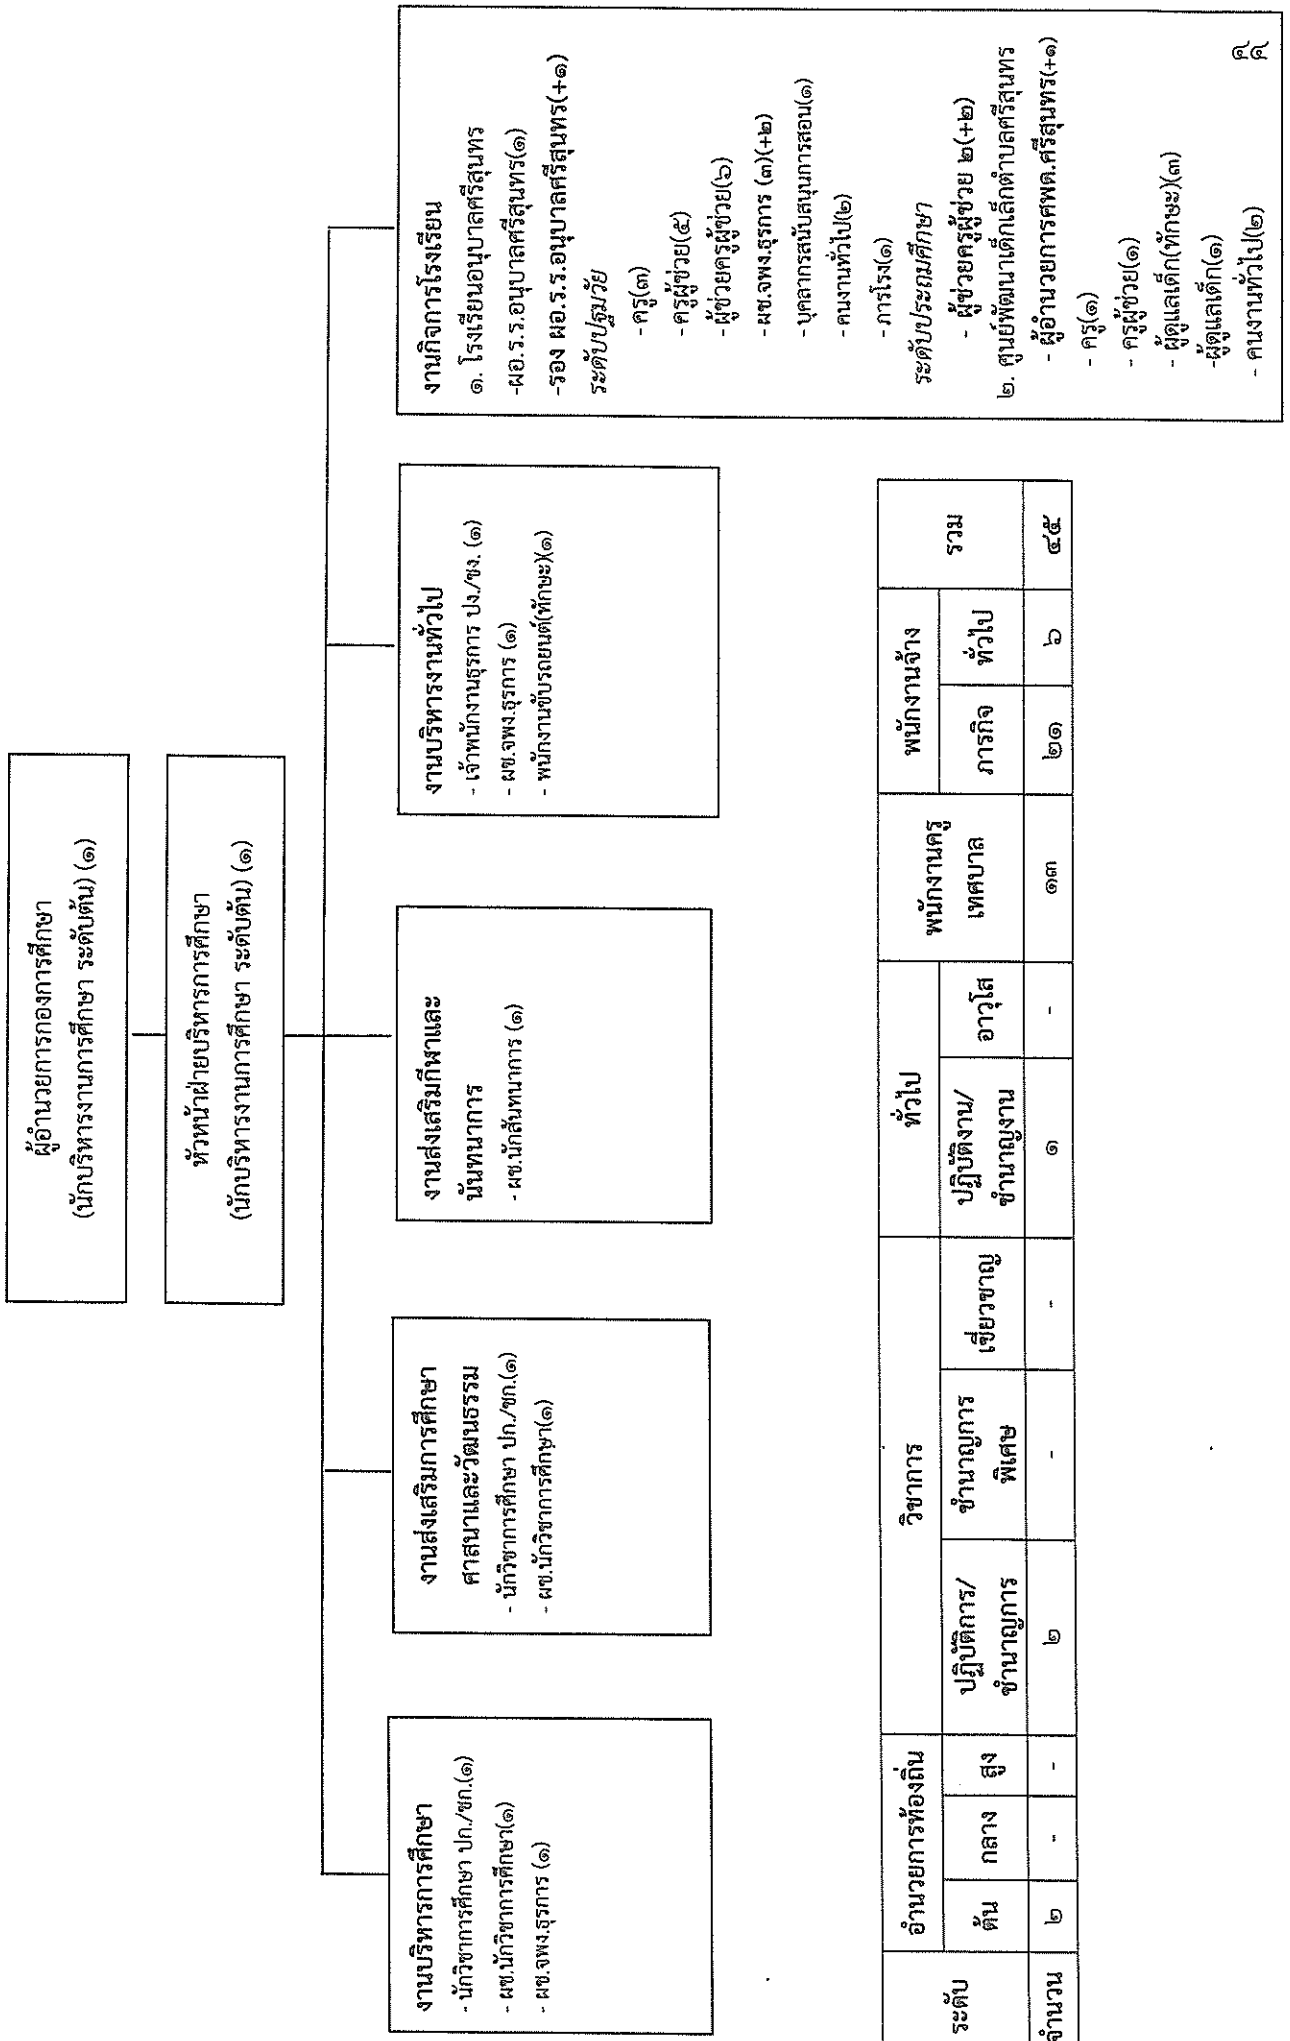 ผู้อำนวยการกองการศึกษา
(นักบริหารงานการศึกษา ระดับต้น) (๑)
หัวหน้าฝ่ายบริหารการศึกษา
(นักบริหารงานการศึกษา ระดับต้น) (๑)
งานบริหารการศึกษา
- นักวิชาการศึกษา ปก./ชก.(๑)
- ผช.นักวิชาการศึกษา(๑)
- ผช.จพง.ธุรการ (๑)
งานส่งเสริมการศึกษา
ศาสนาและวัฒนธรรม
- นักวิชาการศึกษา ปก./ชก.(๑)
- ผช.นักวิชาการศึกษา(๑)
งานส่งเสริมกีฬาและ
นันทนาการ
- ผช.นักสันทนาการ (๑)
งานบริหารงานทั่วไป
- เจ้าพนักงานธุรการ ปง./ชง. (๑)
- ผช.จพง.ธุรการ (๑)
- พนักงานขับรถยนต์(ทักษะ)(๑)
งานกิจการโรงเรียน
๑. โรงเรียนอนุบาลศรีสุนทร
-ผอ.ร.ร.อนุบาลศรีสุนทร(๑)
-รอง ผอ.ร.ร.อนุบาลศรีสุนทร(+๑)
ระดับปฐมวัย
- ครู(๓)
- ครูผู้ช่วย(๕)
- ผู้ช่วยครูผู้ช่วย(๖)
-ผช.จพง.ธุรการ (๓)(+๒)
- บุคลากรสนับสนุนการสอน(๑)
- คนงานทั่วไป(๒)
- ภารโรง(๑)
ระดับประถมศึกษา
- ผู้ช่วยครูผู้ช่วย ๒(+๒)
๒. ศูนย์พัฒนาเด็กเล็กตำบลศรีสุนทร
- ผู้อำนวยการศพด.ศรีสุนทร(+๑)
- ครู(๑)
- ครูผู้ช่วย(๑)
- ผู้ดูแลเด็ก(ทักษะ)(๓)
-ผู้ดูแลเด็ก(๑)
- คนงานทั่วไป(๒)
ระดับ อำนวยการท้องถิ่น วิชาการ ทั่วไป พนักงานครูเทศบาล พนักงานจ้าง รวม
ต้น กลาง สูง ปฏิบัติการ/ชำนาญการ ชำนาญการพิเศษ เชี่ยวชาญ ปฏิบัติงาน/ชำนาญงาน อาวุโส ภารกิจ ทั่วไป
จำนวน ๒ - - ๒ - - ๑ - ๑๓ ๒๑ ๖ ๔๕